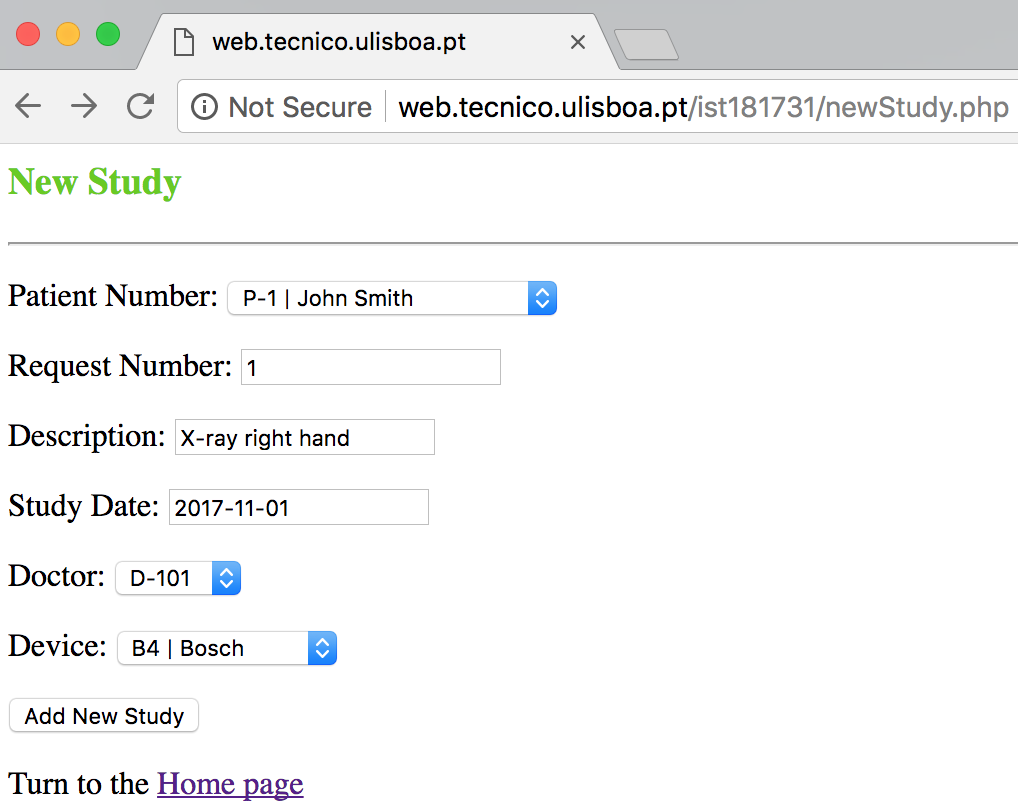 web.tecnico.ulisboa.pt
Not Secure web.tecnico.ulisboa.pt/ist181731/newStudy.php
New Study
Patient Number: P-1 | John Smith
Request Number: 1
Description: X-ray right hand
Study Date: 2017-11-01
Doctor: D-101
Device: B4 | Bosch
Add New Study
Turn to the Home page